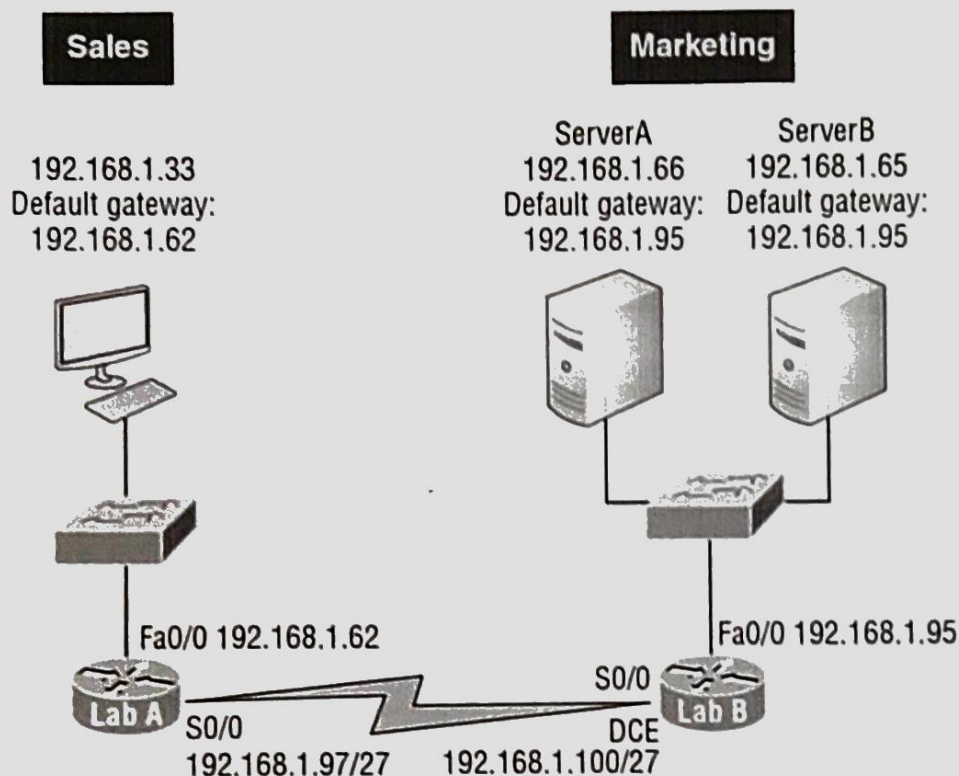 Sales
Marketing
192.168.1.33
Default gateway:
192.168.1.62
ServerA
192.168.1.66
Default gateway:
192.168.1.95
ServerB
192.168.1.65
Default gateway:
192.168.1.95
Fa0/0 192.168.1.62
Fa0/0 192.168.1.95
Lab A
S0/0
192.168.1.97/27
S0/0
DCE
192.168.1.100/27
Lab B